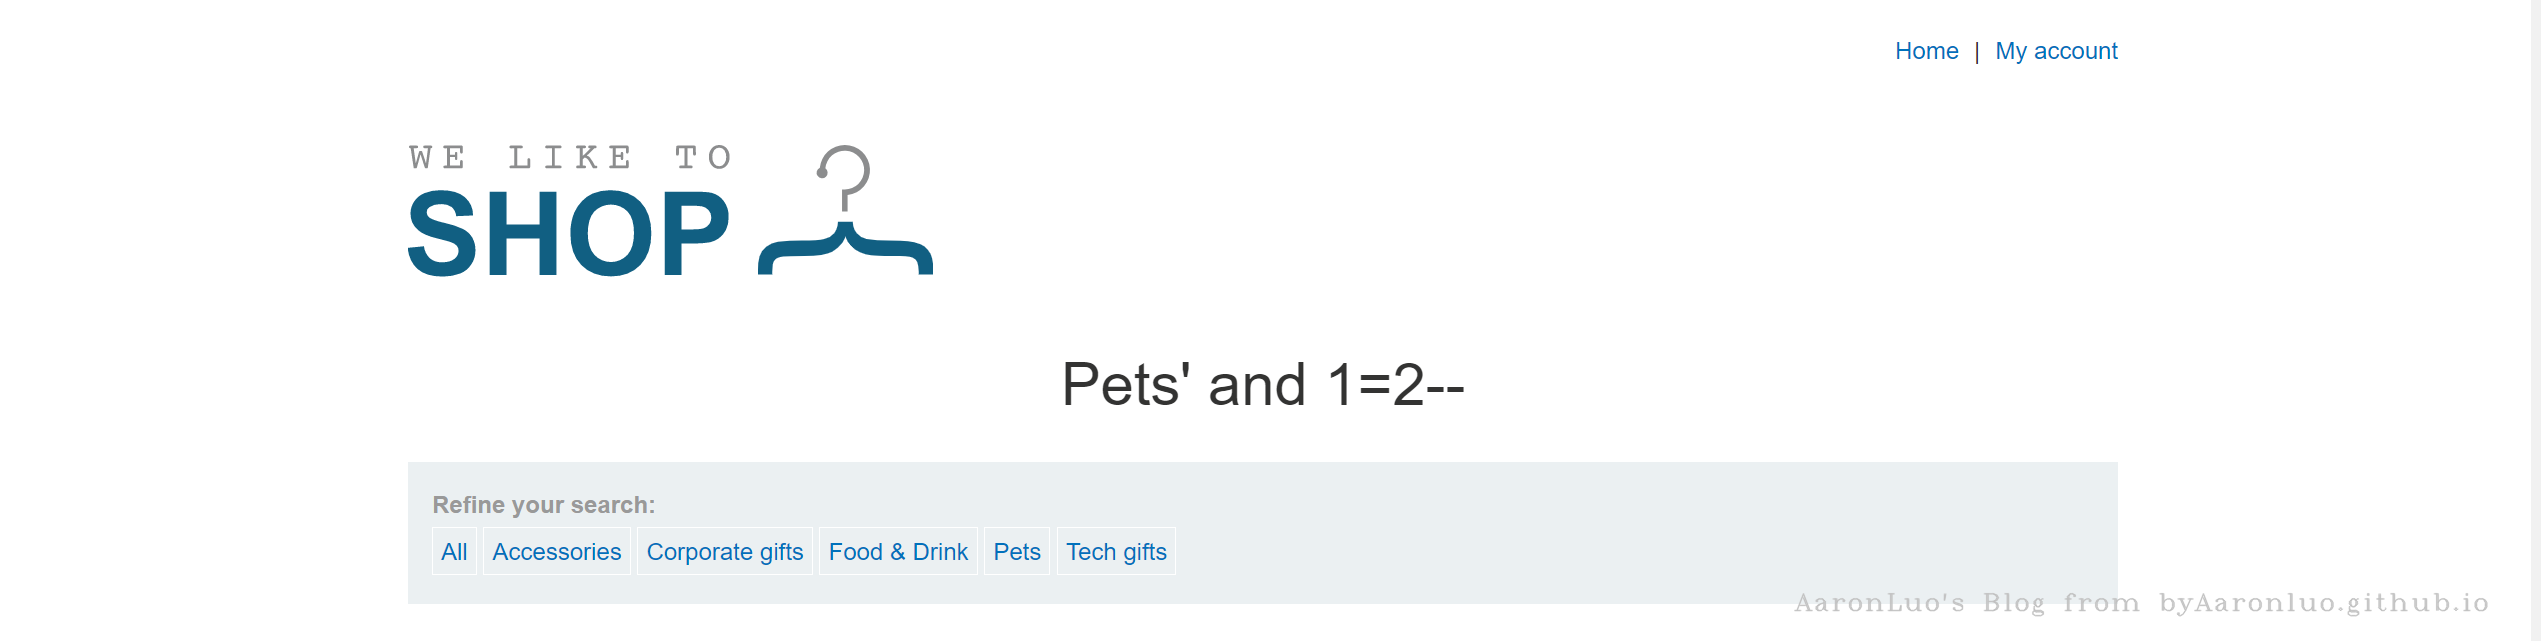 Home | My account
WE LIKE TO
SHOP
Pets' and 1=2--
Refine your search:
All Accessories Corporate gifts Food & Drink Pets Tech gifts
AaronLuo's Blog from byAaronluo.github.io